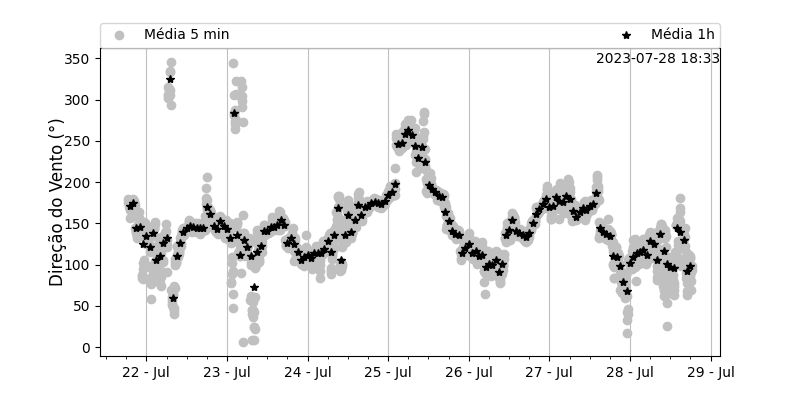 Média 5 min
Média 1h
2023-07-28 18:33
Direção do Vento (°)
350
300
250
200
150
100
50
0
22 - Jul
23 - Jul
24 - Jul
25 - Jul
26 - Jul
27 - Jul
28 - Jul
29 - Jul